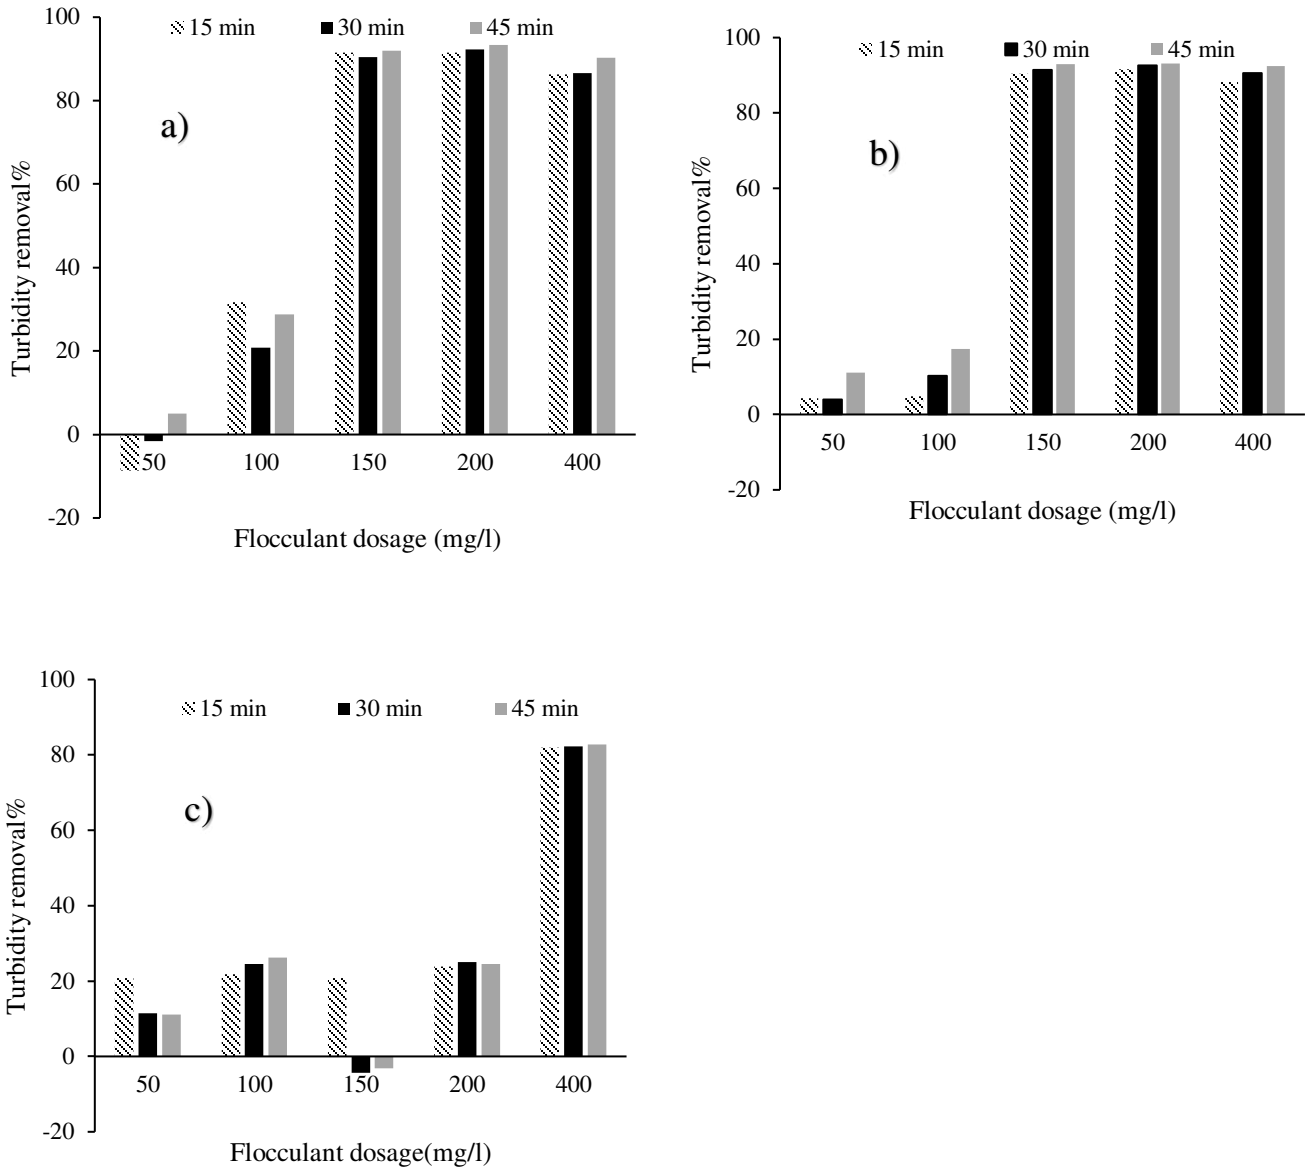 100
15 min
30 min
45 min
80
a)
60
40
20
0
-20
Turbidity removal%
50
100
150
200
400
Flocculant dosage (mg/l)
100
15 min
30 min
45 min
80
b)
60
40
20
0
-20
Turbidity removal%
50
100
150
200
400
Flocculant dosage (mg/l)
100
15 min
30 min
45 min
80
c)
60
40
20
0
-20
Turbidity removal%
50
100
150
200
400
Flocculant dosage(mg/l)